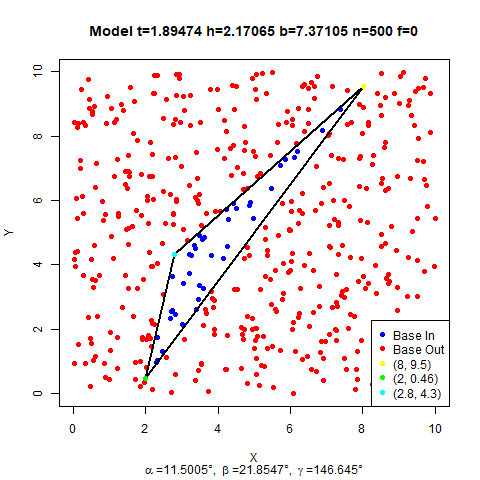 Model t=1.89474 h=2.17065 b=7.37105 n=500 f=0
10
8
6
Y
4
2
0
Base In
Base Out
(8, 9.5)
(2, 0.46)
(2.8, 4.3)
0 2 4 6 8 10
X
α=11.5005°, β=21.8547°, γ=146.645°